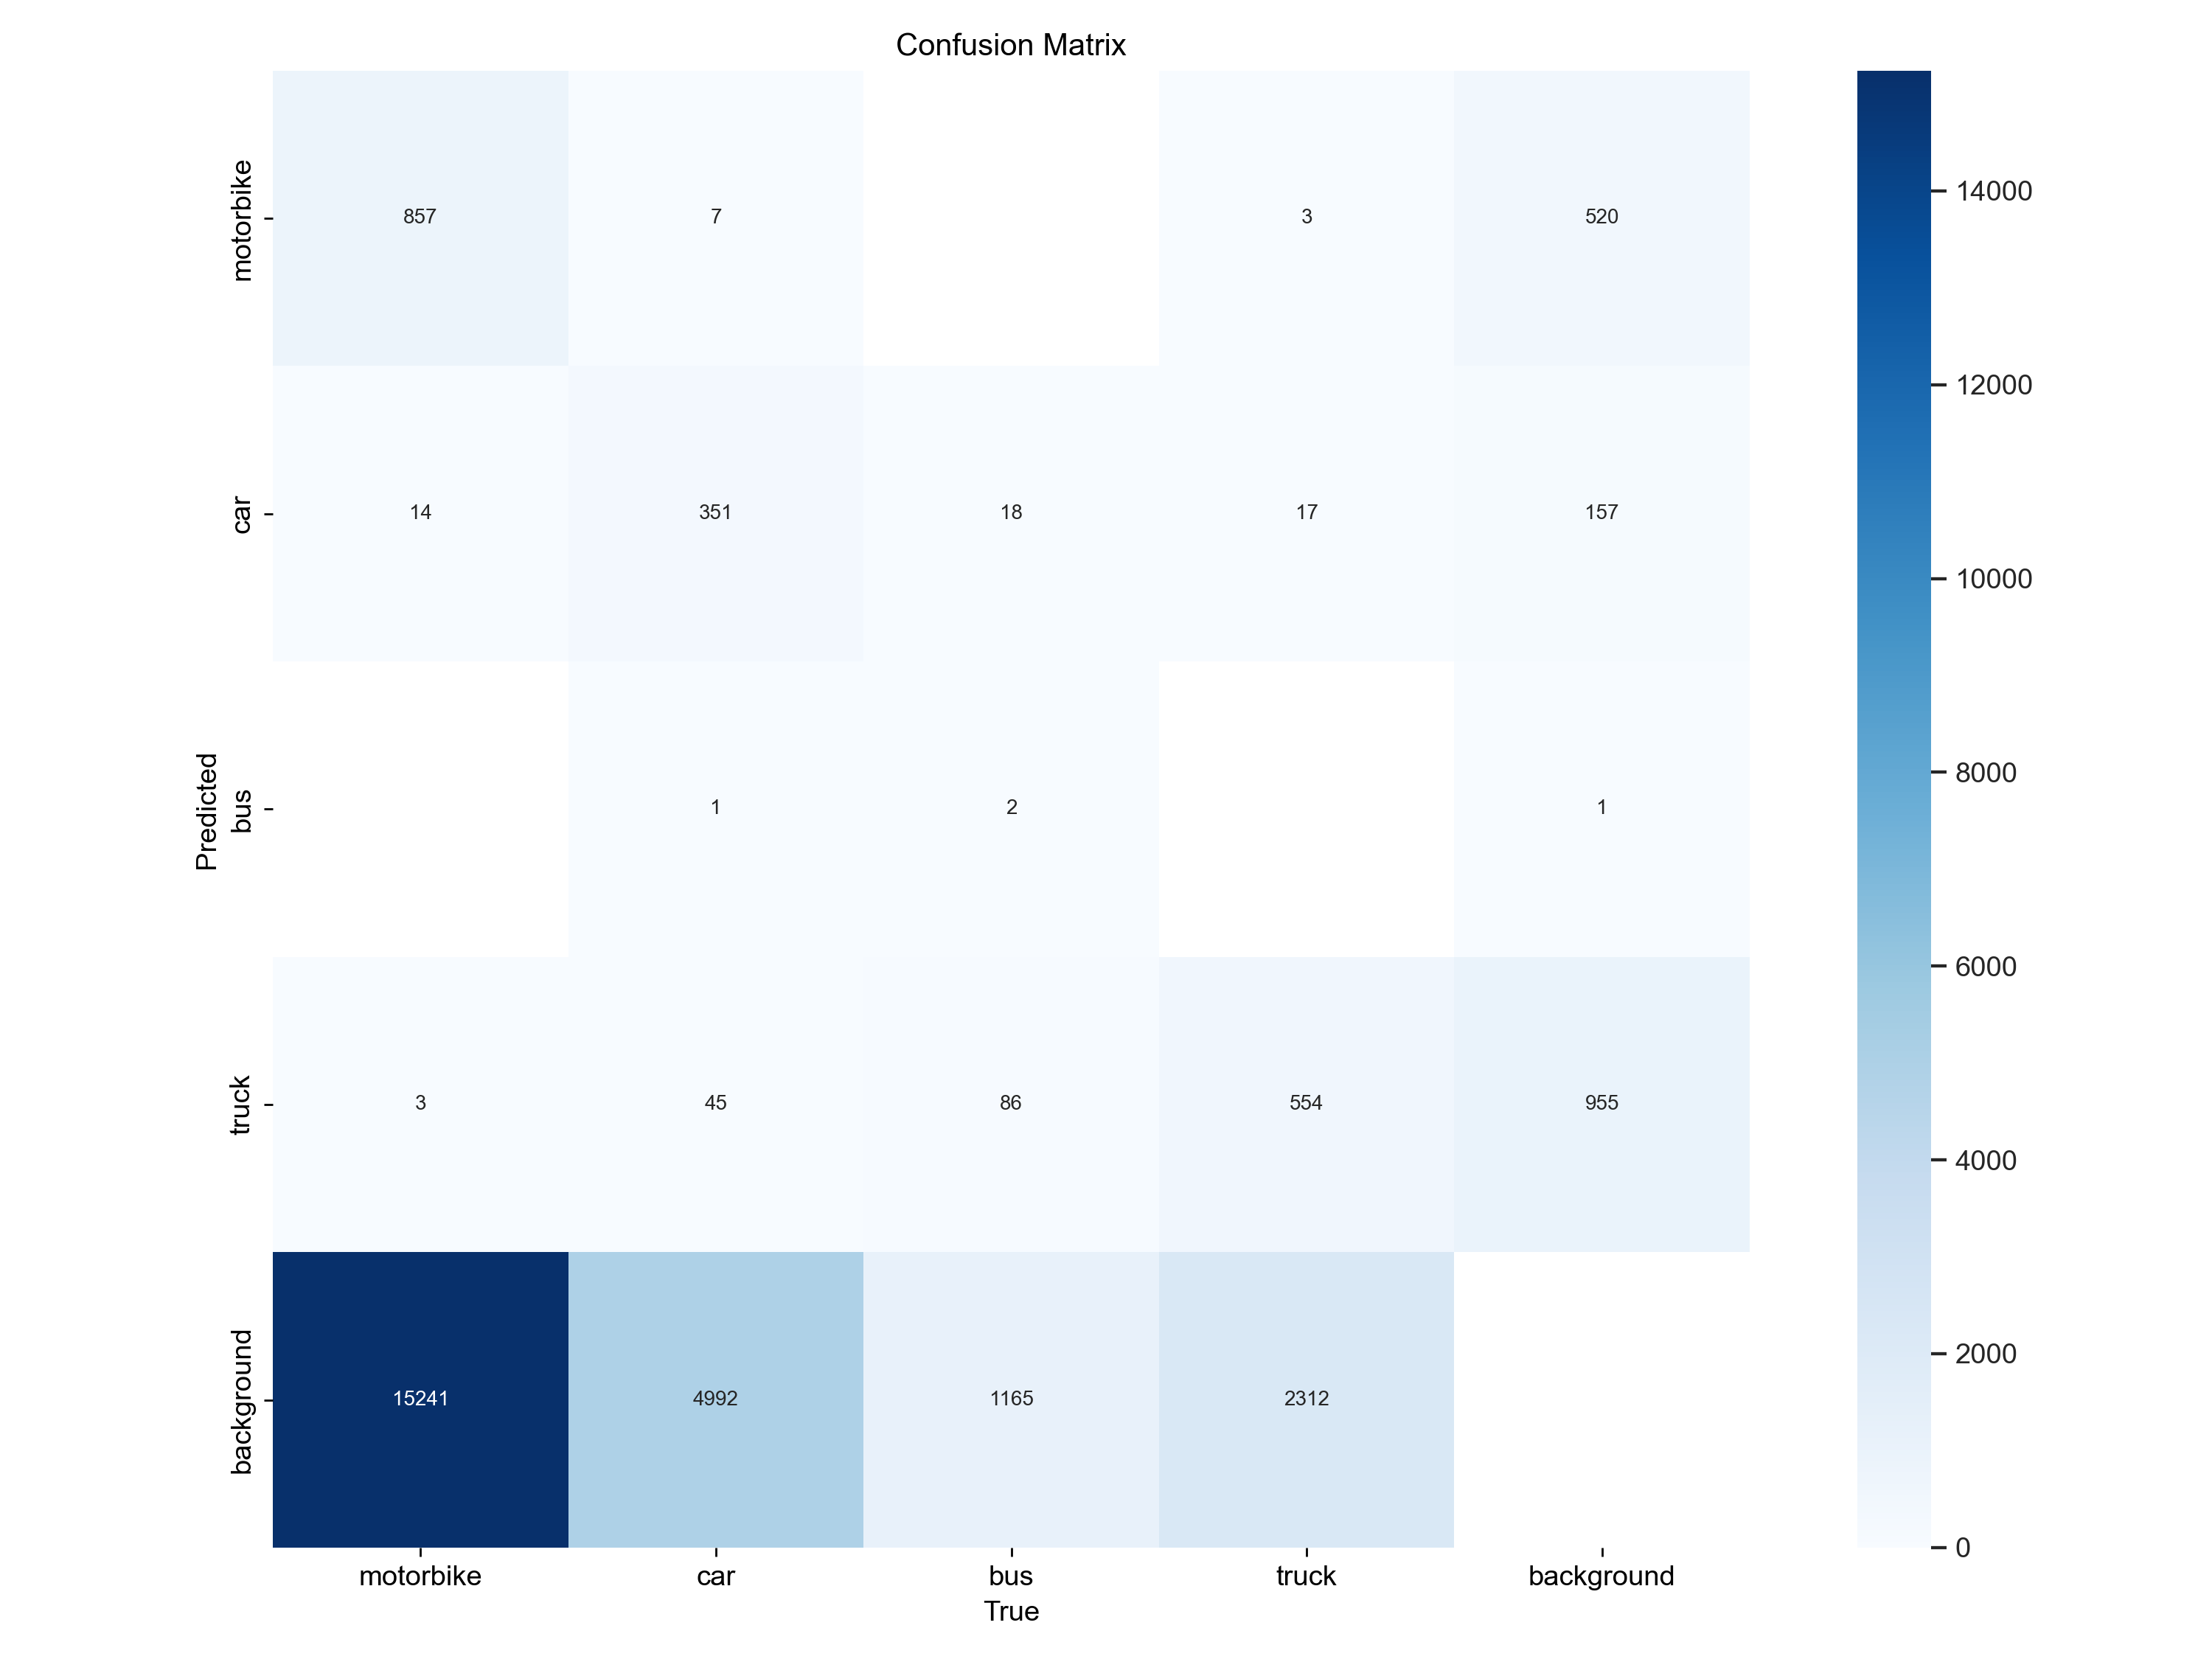 Confusion Matrix
motorbike
857
7
3
520
14000
12000
car
14
351
18
17
157
10000
8000
Predicted
bus
1
2
1
6000
truck
3
45
86
554
955
4000
2000
background
15241
4992
1165
2312
0
motorbike
car
bus
truck
background
True